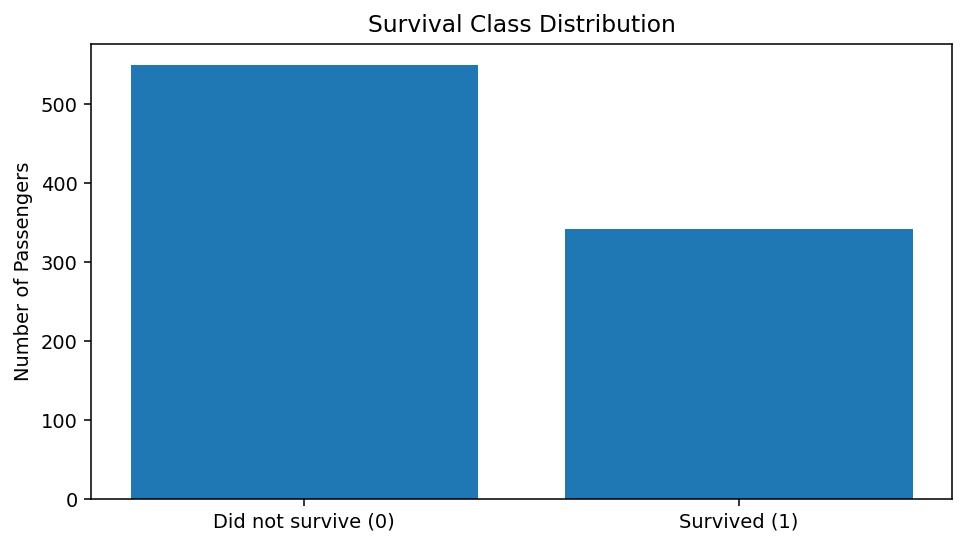 Survival Class Distribution
Number of Passengers
500
400
300
200
100
0
Did not survive (0)
Survived (1)